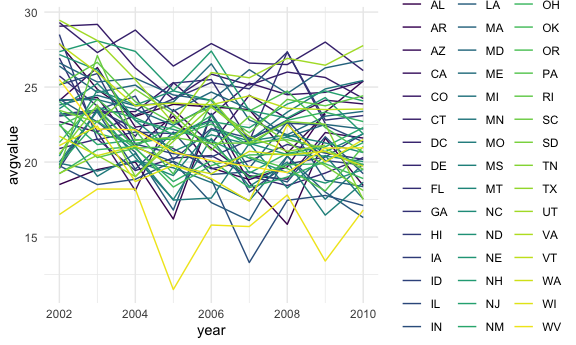 30
25
20
15
avgvalue
2002 2004 2006 2008 2010
year
AL LA OH
AR MA OK
AZ MD OR
CA ME PA
CO MI RI
CT MN SC
DC MO SD
DE MS TN
FL MT TX
GA NC UT
HI ND VA
IA NE VT
ID NH WA
IL NJ WI
IN NM WV